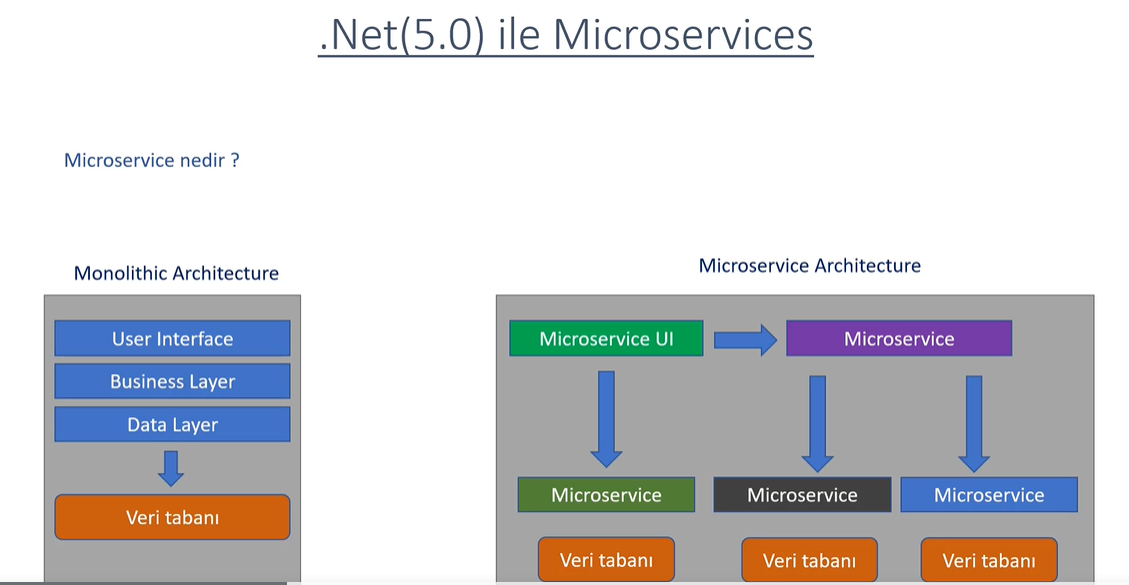 .Net(5.0) ile Microservices
Microservice nedir ?
Monolithic Architecture
User Interface
Business Layer
Data Layer
Veri tabanı
Microservice Architecture
Microservice UI
Microservice
Microservice
Microservice
Microservice
Veri tabanı
Veri tabanı
Veri tabanı